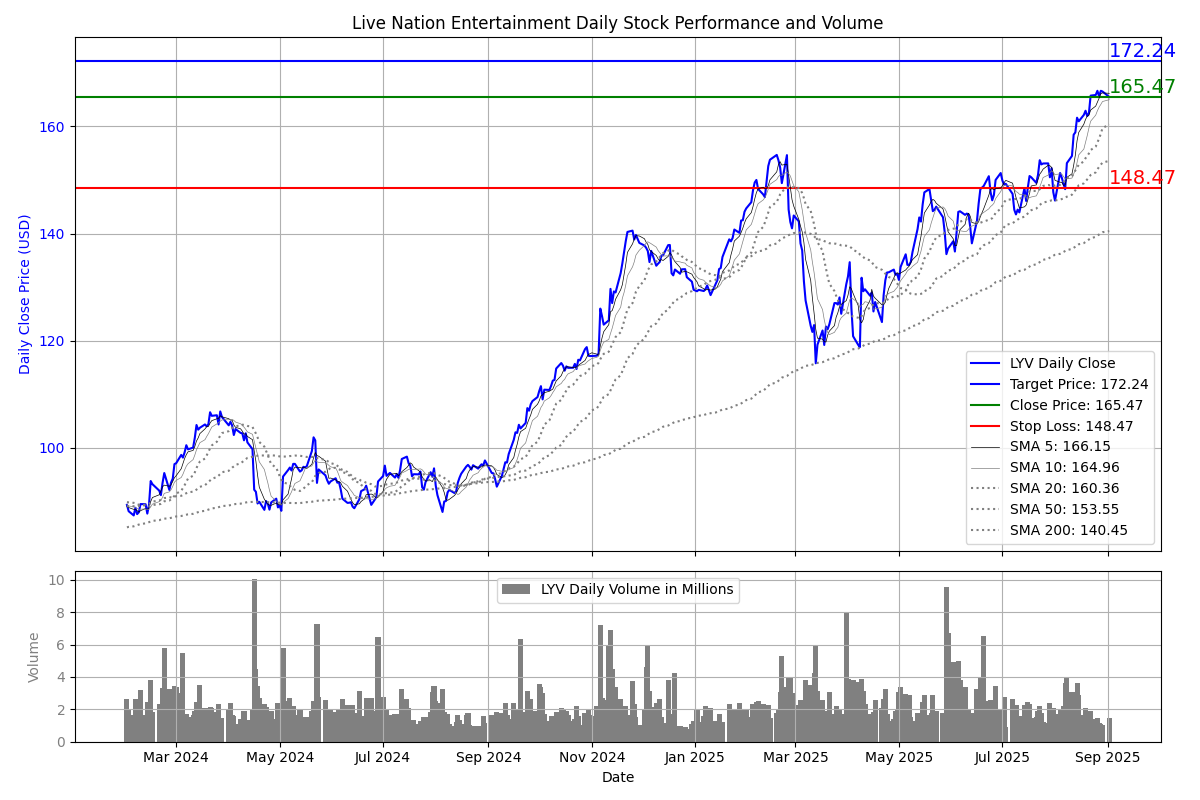 Live Nation Entertainment Daily Stock Performance and Volume
172.24
165.47
160
148.47
140
120
100
Daily Close Price (USD)
LYV Daily Close
Target Price: 172.24
Close Price: 165.47
Stop Loss: 148.47
SMA 5: 166.15
SMA 10: 164.96
SMA 20: 160.36
SMA 50: 153.55
SMA 200: 140.45
LYV Daily Volume in Millions
10
8
6
4
2
0
Volume
Mar 2024 May 2024 Jul 2024 Sep 2024 Nov 2024 Jan 2025 Mar 2025 May 2025 Jul 2025 Sep 2025
Date